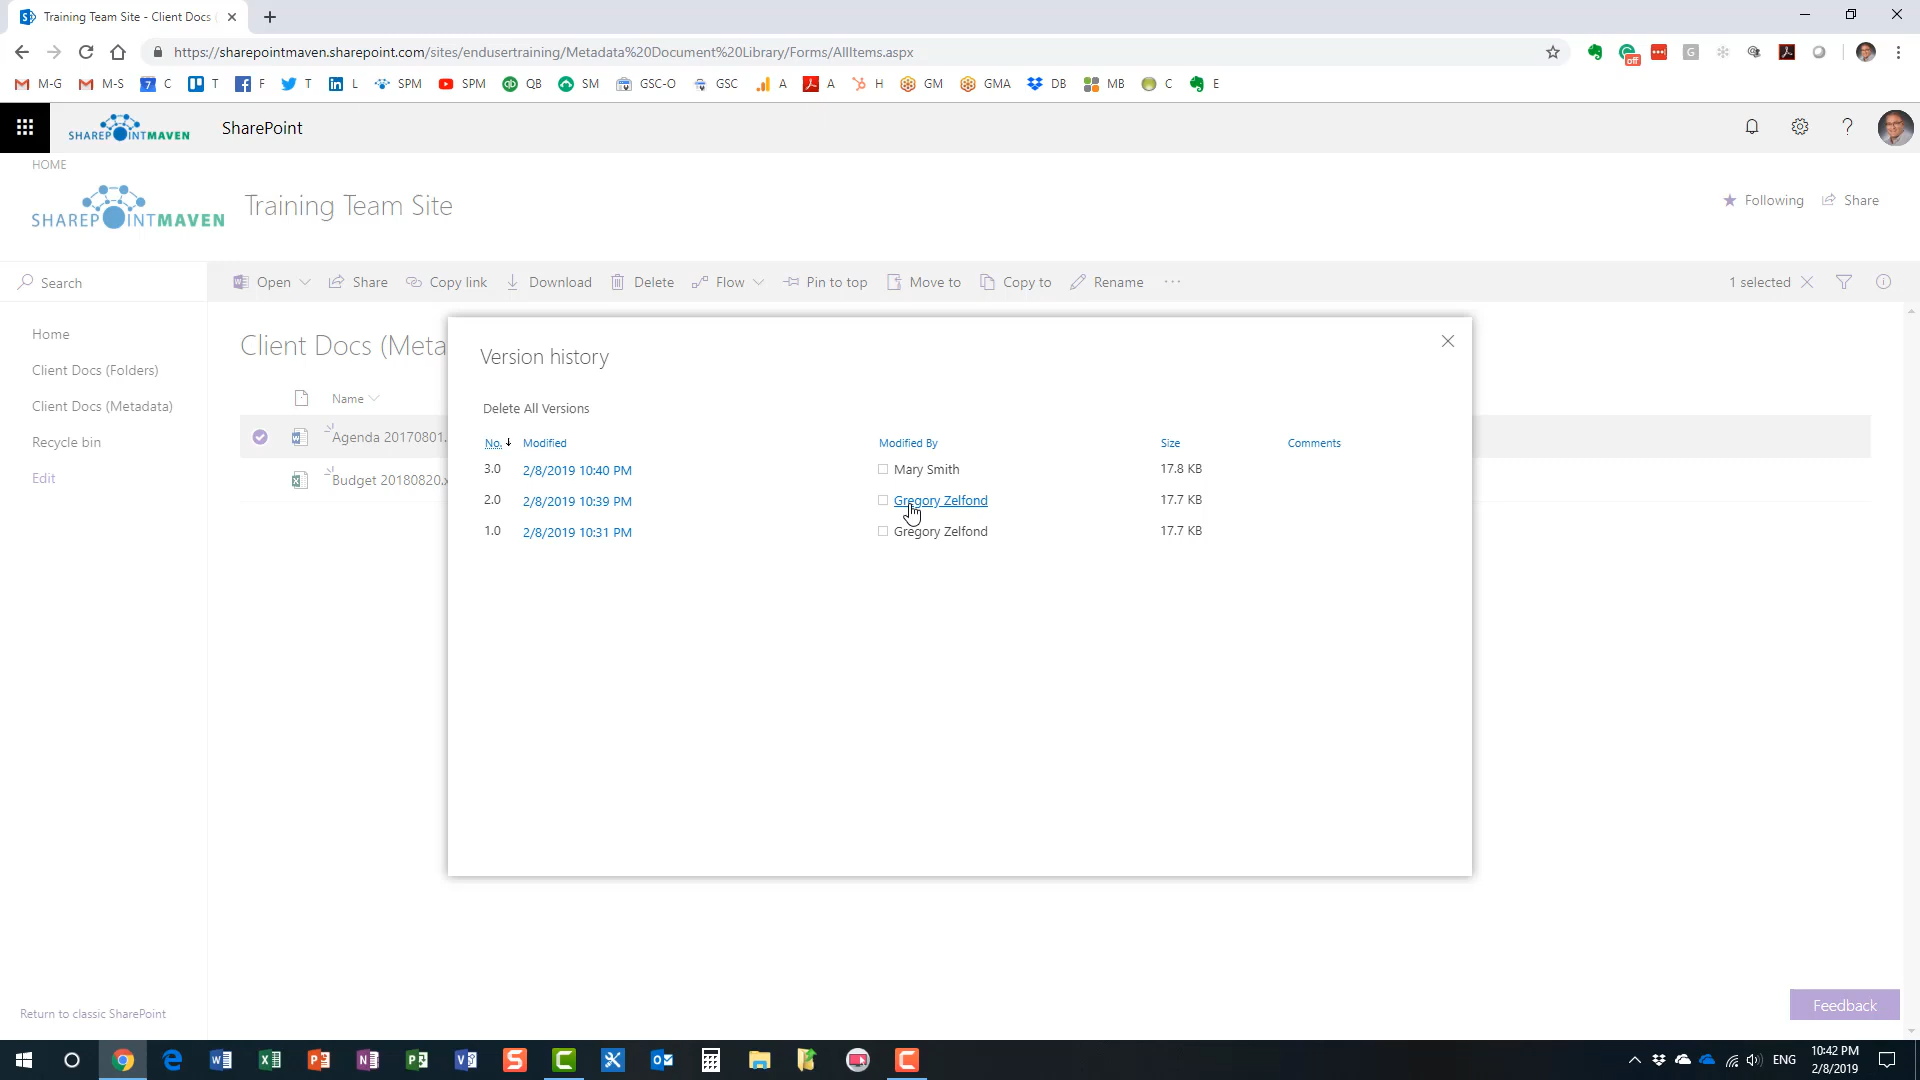 Training Team Site - Client Docs
https://sharepointmaven.sharepoint.com/sites/endusertraining/Metadata%20Document%20Library/Forms/AllItems.aspx
off
G
M-G M-S 7 C T F T L SPM SPM QB SM GSC-O GSC A A H GM GMA DB MB C E
SHAREPOINTMAVEN SharePoint
HOME
SHAREPOINTMAVEN Training Team Site
Following Share
Search
Open Share Copy link Download Delete Flow Pin to top Move to Copy to Rename ... 1 selected
Home
Client Docs (Folders)
Client Docs (Metadata)
Recycle bin
Edit
Client Docs (Meta
Name
Agenda 20170801.
Budget 20180820.x
Version history
Delete All Versions
No. Modified Modified By Size Comments
3.0 2/8/2019 10:40 PM Mary Smith 17.8 KB
2.0 2/8/2019 10:39 PM Gregory Zelfond 17.7 KB
1.0 2/8/2019 10:31 PM Gregory Zelfond 17.7 KB
Return to classic SharePoint
Feedback
ENG
10:42 PM
2/8/2019